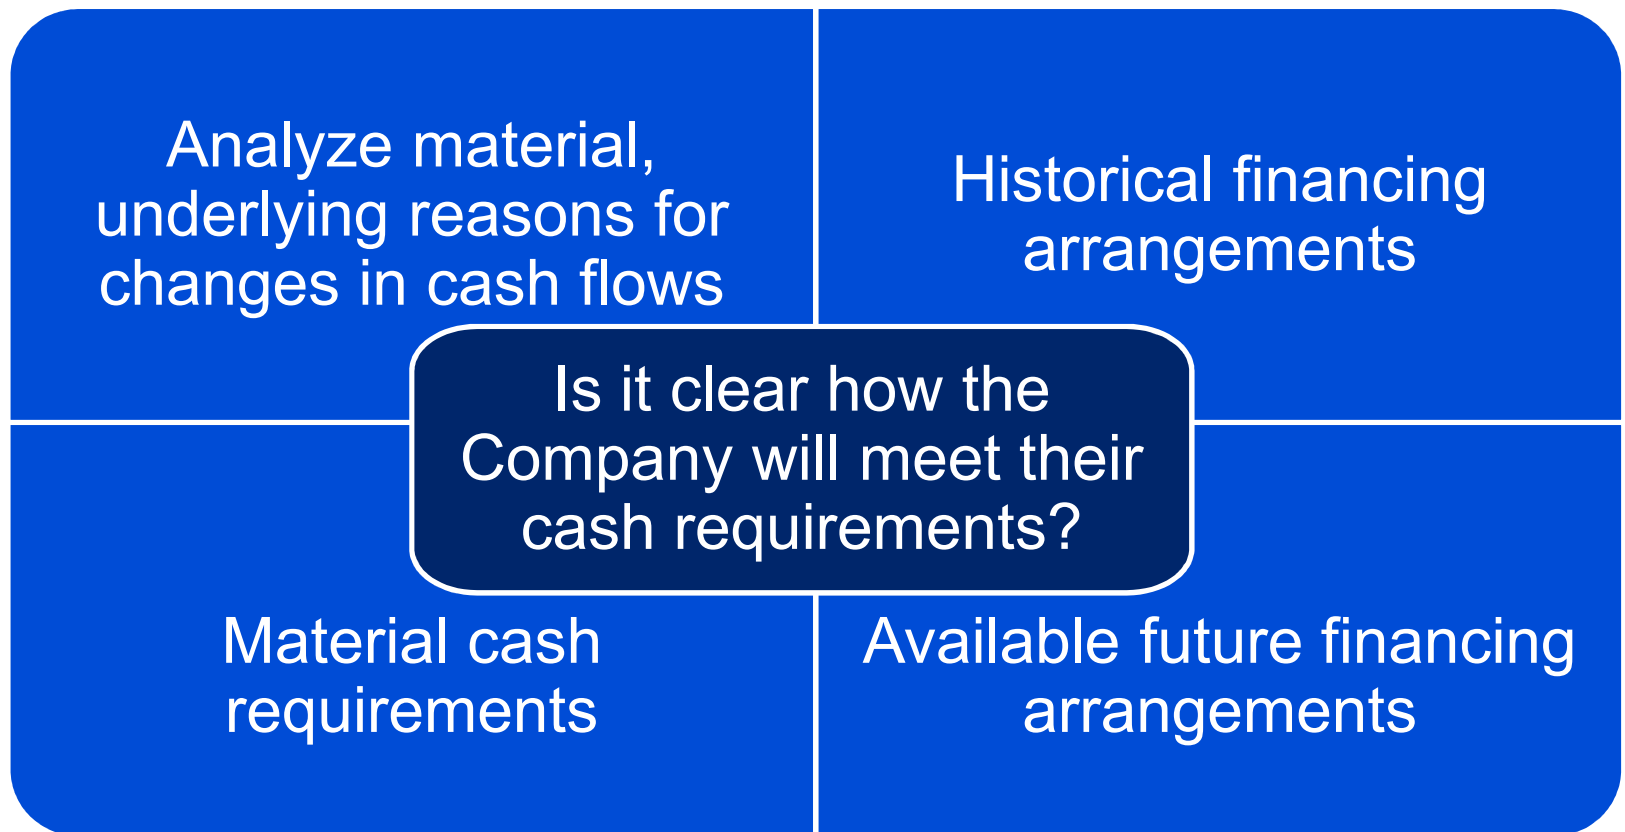 Analyze material,
underlying reasons for
changes in cash flows
Historical financing
arrangements
Is it clear how the
Company will meet their
cash requirements?
Material cash
requirements
Available future financing
arrangements